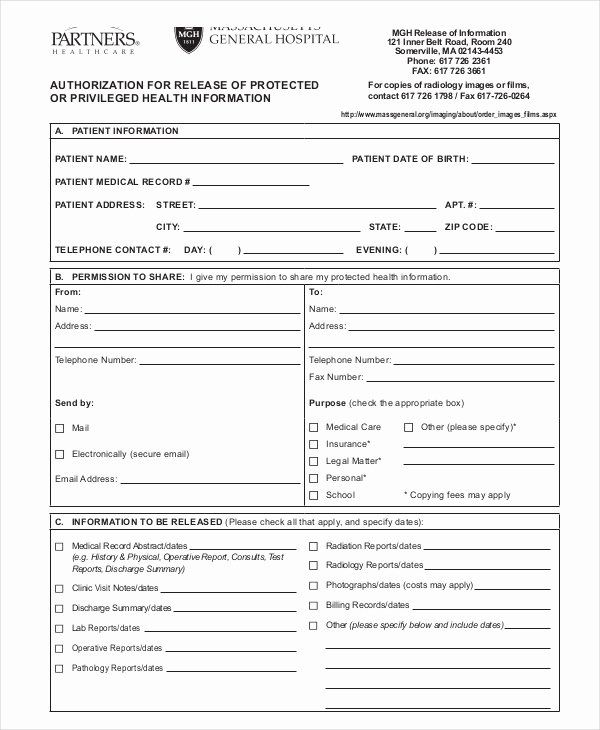 PARTNERS®
HEALTHCARE
MGH
1811
MASSACHUSETTS
GENERAL HOSPITAL
MGH Release of Information
121 Inner Belt Road, Room 240
Somerville, MA 02143-4453
Phone: 617 726 2361
FAX: 617 726 3661
AUTHORIZATION FOR RELEASE OF PROTECTED
OR PRIVILEGED HEALTH INFORMATION
For copies of radiology images or films,
contact 617 726 1798 / Fax 617-726-0264
http://www.massgeneral.org/imaging/about/order_images_films.aspx
A. PATIENT INFORMATION
PATIENT NAME: PATIENT DATE OF BIRTH:
PATIENT MEDICAL RECORD #
PATIENT ADDRESS: STREET: APT. #:
CITY: STATE: ZIP CODE:
TELEPHONE CONTACT #: DAY: ( ) EVENING: ( )
B. PERMISSION TO SHARE: I give my permission to share my protected health information.
From:
Name:
Address:
Telephone Number:
Send by:
Mail
Electronically (secure email)
Email Address:
To:
Name:
Address:
Telephone Number:
Fax Number:
Purpose (check the appropriate box)
Medical Care Other (please specify)*
Insurance*
Legal Matter*
Personal*
School * Copying fees may apply
C. INFORMATION TO BE RELEASED (Please check all that apply, and specify dates):
Medical Record Abstract/dates
(e.g. History & Physical, Operative Report, Consults, Test
Reports, Discharge Summary)
Clinic Visit Notes/dates
Discharge Summary/dates
Lab Reports/dates
Operative Reports/dates
Pathology Reports/dates
Radiation Reports/dates
Radiology Reports/dates
Photographs/dates (costs may apply)
Billing Records/dates
Other (please specify below and include dates)